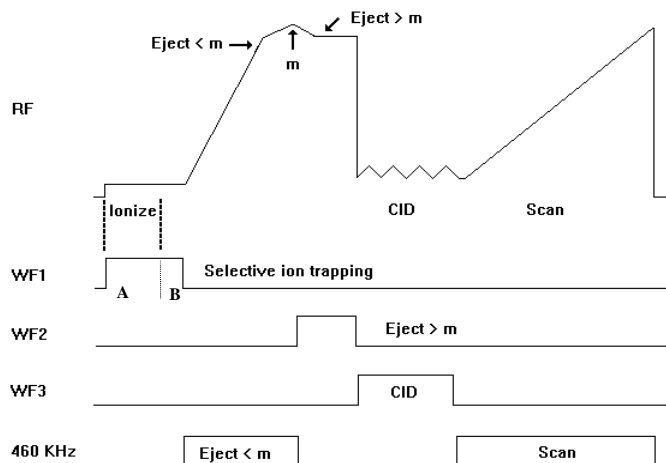 Eject > m
Eject < m
m
RF
Ionize
CID
Scan
WF1
Selective ion trapping
A
B
WF2
Eject > m
WF3
CID
460 KHz
Eject < m
Scan